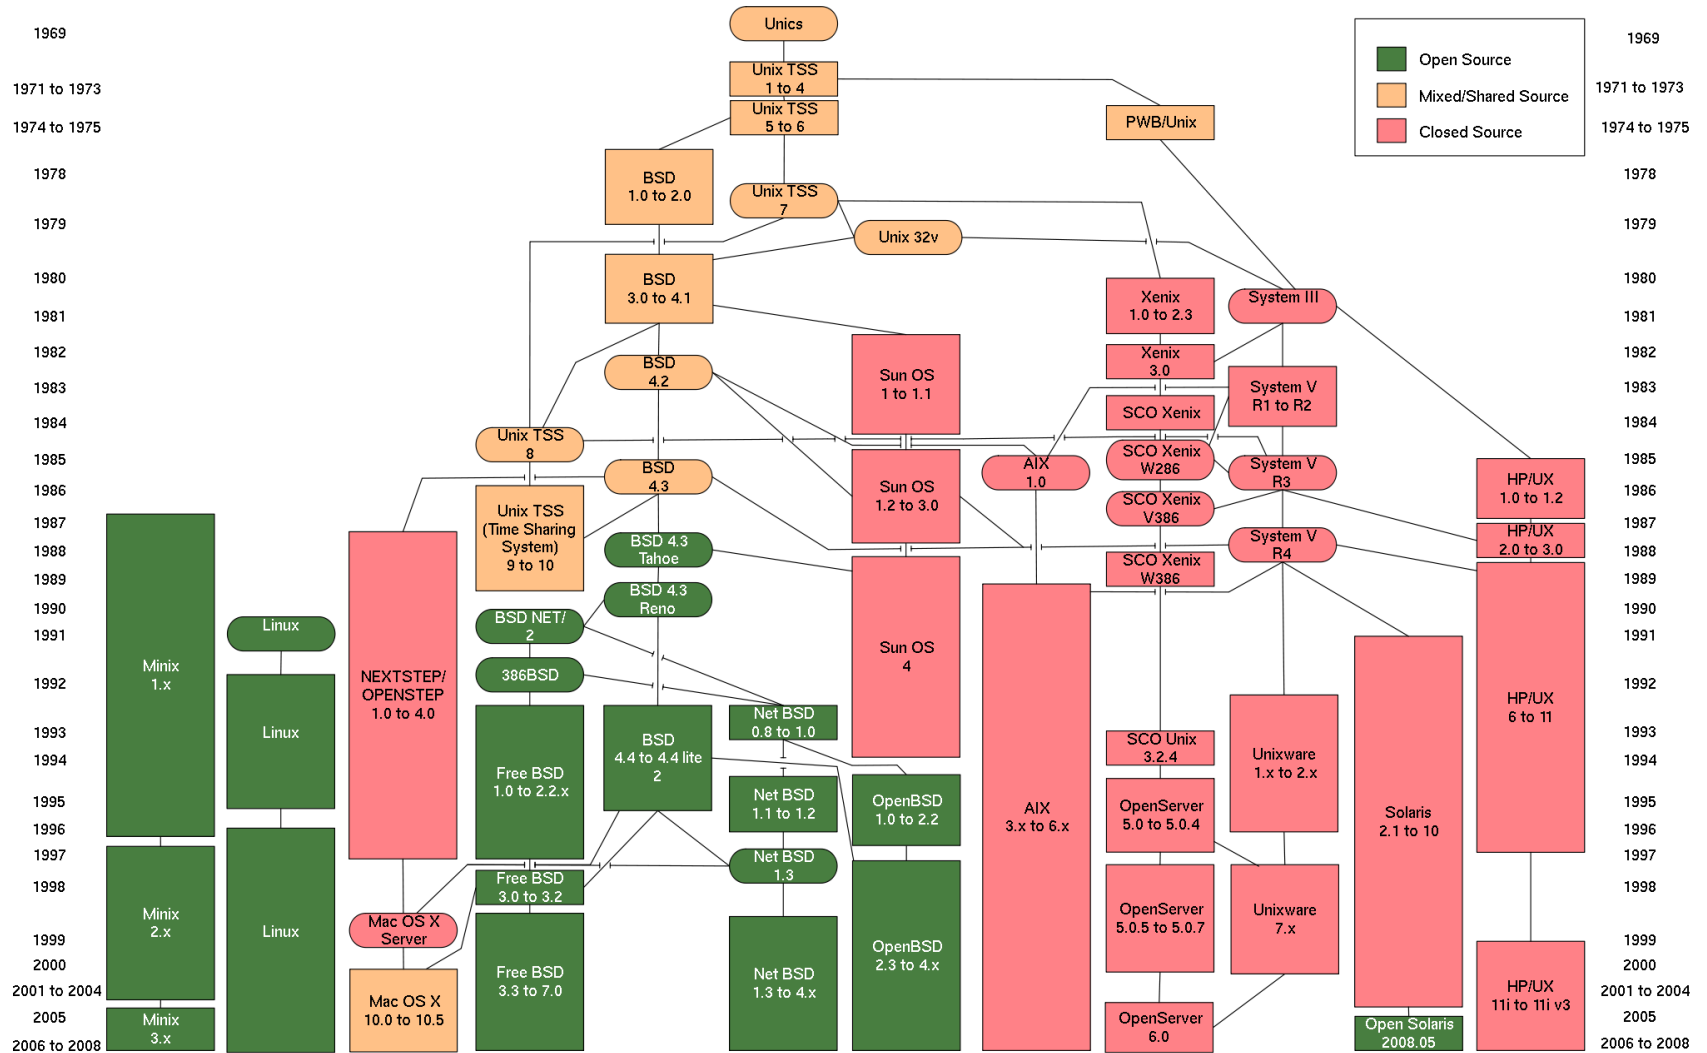 Unics
1969
1969
Open Source
Unix TSS
1 to 4
1971 to 1973
1971 to 1973
Mixed/Shared Source
Unix TSS
5 to 6
PWB/Unix
1974 to 1975
1974 to 1975
Closed Source
1978
BSD
1.0 to 2.0
Unix TSS
7
1978
1979
Unix 32v
1979
1980
BSD
3.0 to 4.1
Xenix
1.0 to 2.3
System III
1980
1981
1981
1982
BSD
4.2
Sun OS
1 to 1.1
Xenix
3.0
1982
1983
System V
R1 to R2
1983
SCO Xenix
1984
1984
Unix TSS
8
1985
BSD
4.3
AIX
1.0
SCO Xenix
W286
System V
R3
1985
HP/UX
1.0 to 1.2
1986
Sun OS
1.2 to 3.0
SCO Xenix
V386
1986
Unix TSS
(Time Sharing
System)
9 to 10
1987
1987
HP/UX
2.0 to 3.0
1988
BSD 4.3
Tahoe
System V
R4
1988
1989
SCO Xenix
W386
1989
BSD 4.3
Reno
1990
1990
BSD NET/
2
Linux
1991
1991
Minix
1.x
Sun OS
4
386BSD
NEXTSTEP/
OPENSTEP
1.0 to 4.0
1992
1992
HP/UX
6 to 11
Net BSD
0.8 to 1.0
Linux
1993
1993
BSD
4.4 to 4.4 lite
2
SCO Unix
3.2.4
Unixware
1.x to 2.x
1994
1994
Free BSD
1.0 to 2.2.x
Net BSD
1.1 to 1.2
OpenBSD
1.0 to 2.2
AIX
3.x to 6.x
OpenServer
5.0 to 5.0.4
Solaris
2.1 to 10
1995
1995
1996
1996
1997
1997
Net BSD
1.3
Free BSD
3.0 to 3.2
1998
1998
Minix
2.x
Mac OS X
Server
Linux
OpenServer
5.0.5 to 5.0.7
Unixware
7.x
1999
1999
OpenBSD
2.3 to 4.x
2000
2000
Free BSD
3.3 to 7.0
Net BSD
1.3 to 4.x
2001 to 2004
2001 to 2004
HP/UX
11i to 11i v3
Mac OS X
10.0 to 10.5
2005
2005
Minix
3.x
OpenServer
6.0
Open Solaris
2008.05
2006 to 2008
2006 to 2008